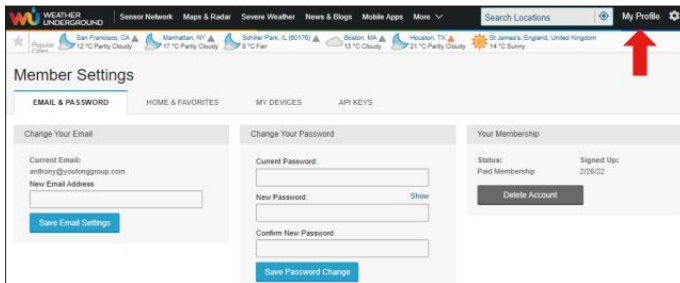 WEATHER UNDERGROUND
Sensor Network Maps & Radar Severe Weather News & Blogs Mobile Apps More Search Locations My Profile
Popular Cities
San Francisco, CA 12 °C Partly Cloudy
Manhattan, NY 17 °C Partly Cloudy
Schiller Park, IL (60176) 8 °C Fair
Boston, MA 13 °C Cloudy
Houston, TX 21 °C Partly Cloudy
St James's, England, United Kingdom 14 °C Sunny
Member Settings
EMAIL & PASSWORD HOME & FAVORITES MY DEVICES API KEYS
Change Your Email
Current Email:
anthony@youtonggroup.com
New Email Address
Save Email Settings
Change Your Password
Current Password:
New Password: Show
Confirm New Password:
Save Password Change
Your Membership
Status: Signed Up:
Paid Membership 2/26/22
Delete Account